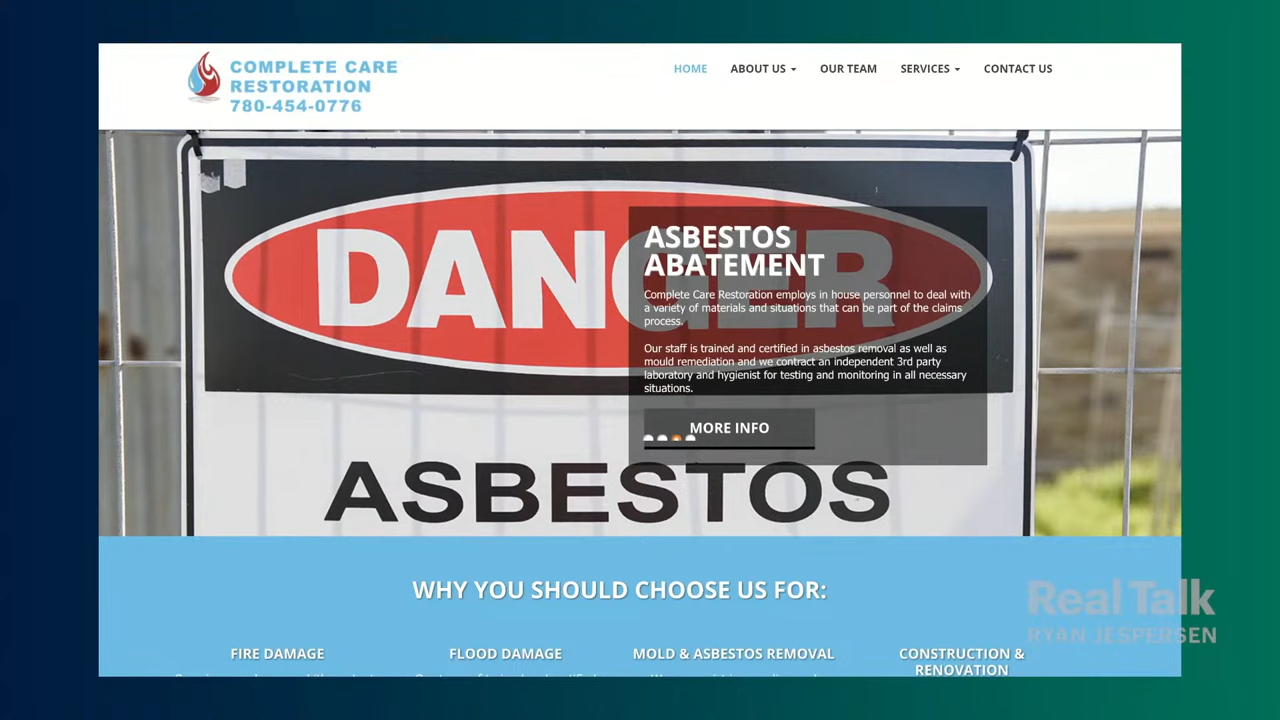 COMPLETE CARE
RESTORATION
780-454-0776
HOME
ABOUT US
OUR TEAM
SERVICES
CONTACT US
DANGER
ASBESTOS
ABATEMENT
Complete Care Restoration employs in house personnel to deal with
a variety of materials and situations that can be part of the claims
process.
Our staff is trained and certified in asbestos removal as well as
mould remediation and we contract an independent 3rd party
laboratory and hygienist for testing and monitoring in all necessary
situations.
MORE INFO
ASBESTOS
WHY YOU SHOULD CHOOSE US FOR:
Real Talk
RYAN JESPERSEN
FIRE DAMAGE
FLOOD DAMAGE
MOLD & ASBESTOS REMOVAL
CONSTRUCTION &
RENOVATION